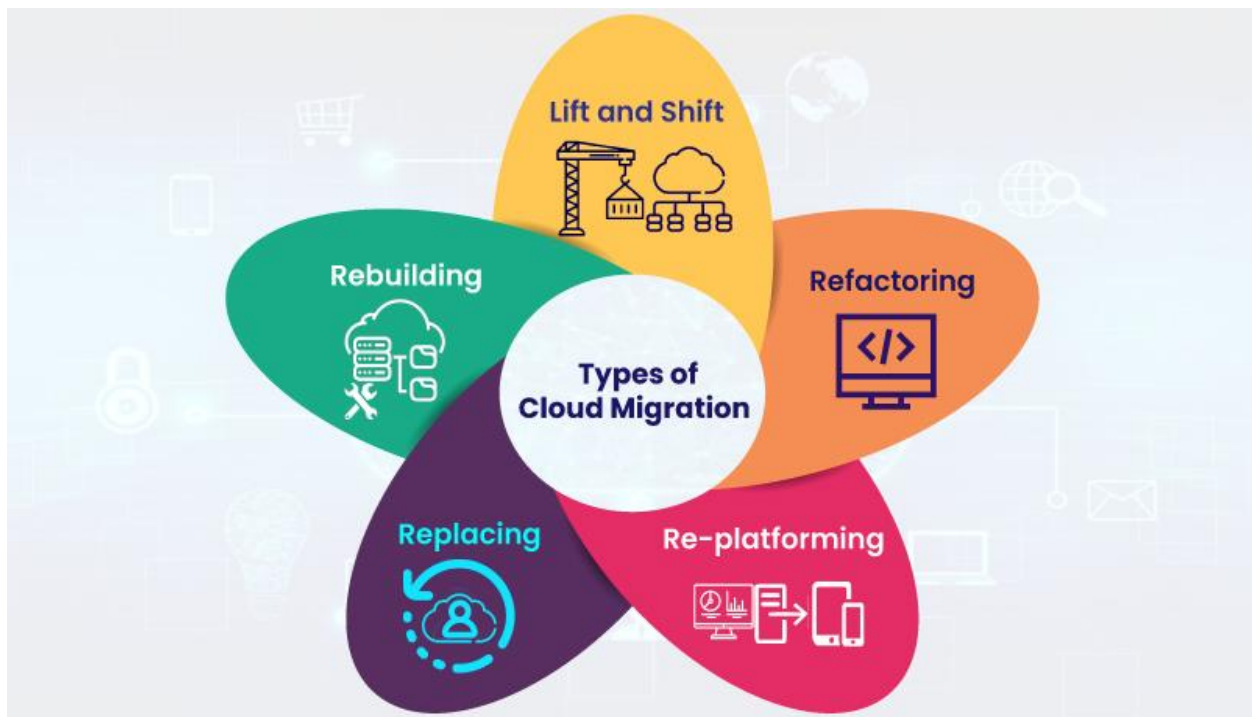 Lift and Shift
Refactoring
Re-platforming
Replacing
Rebuilding
Types of
Cloud Migration